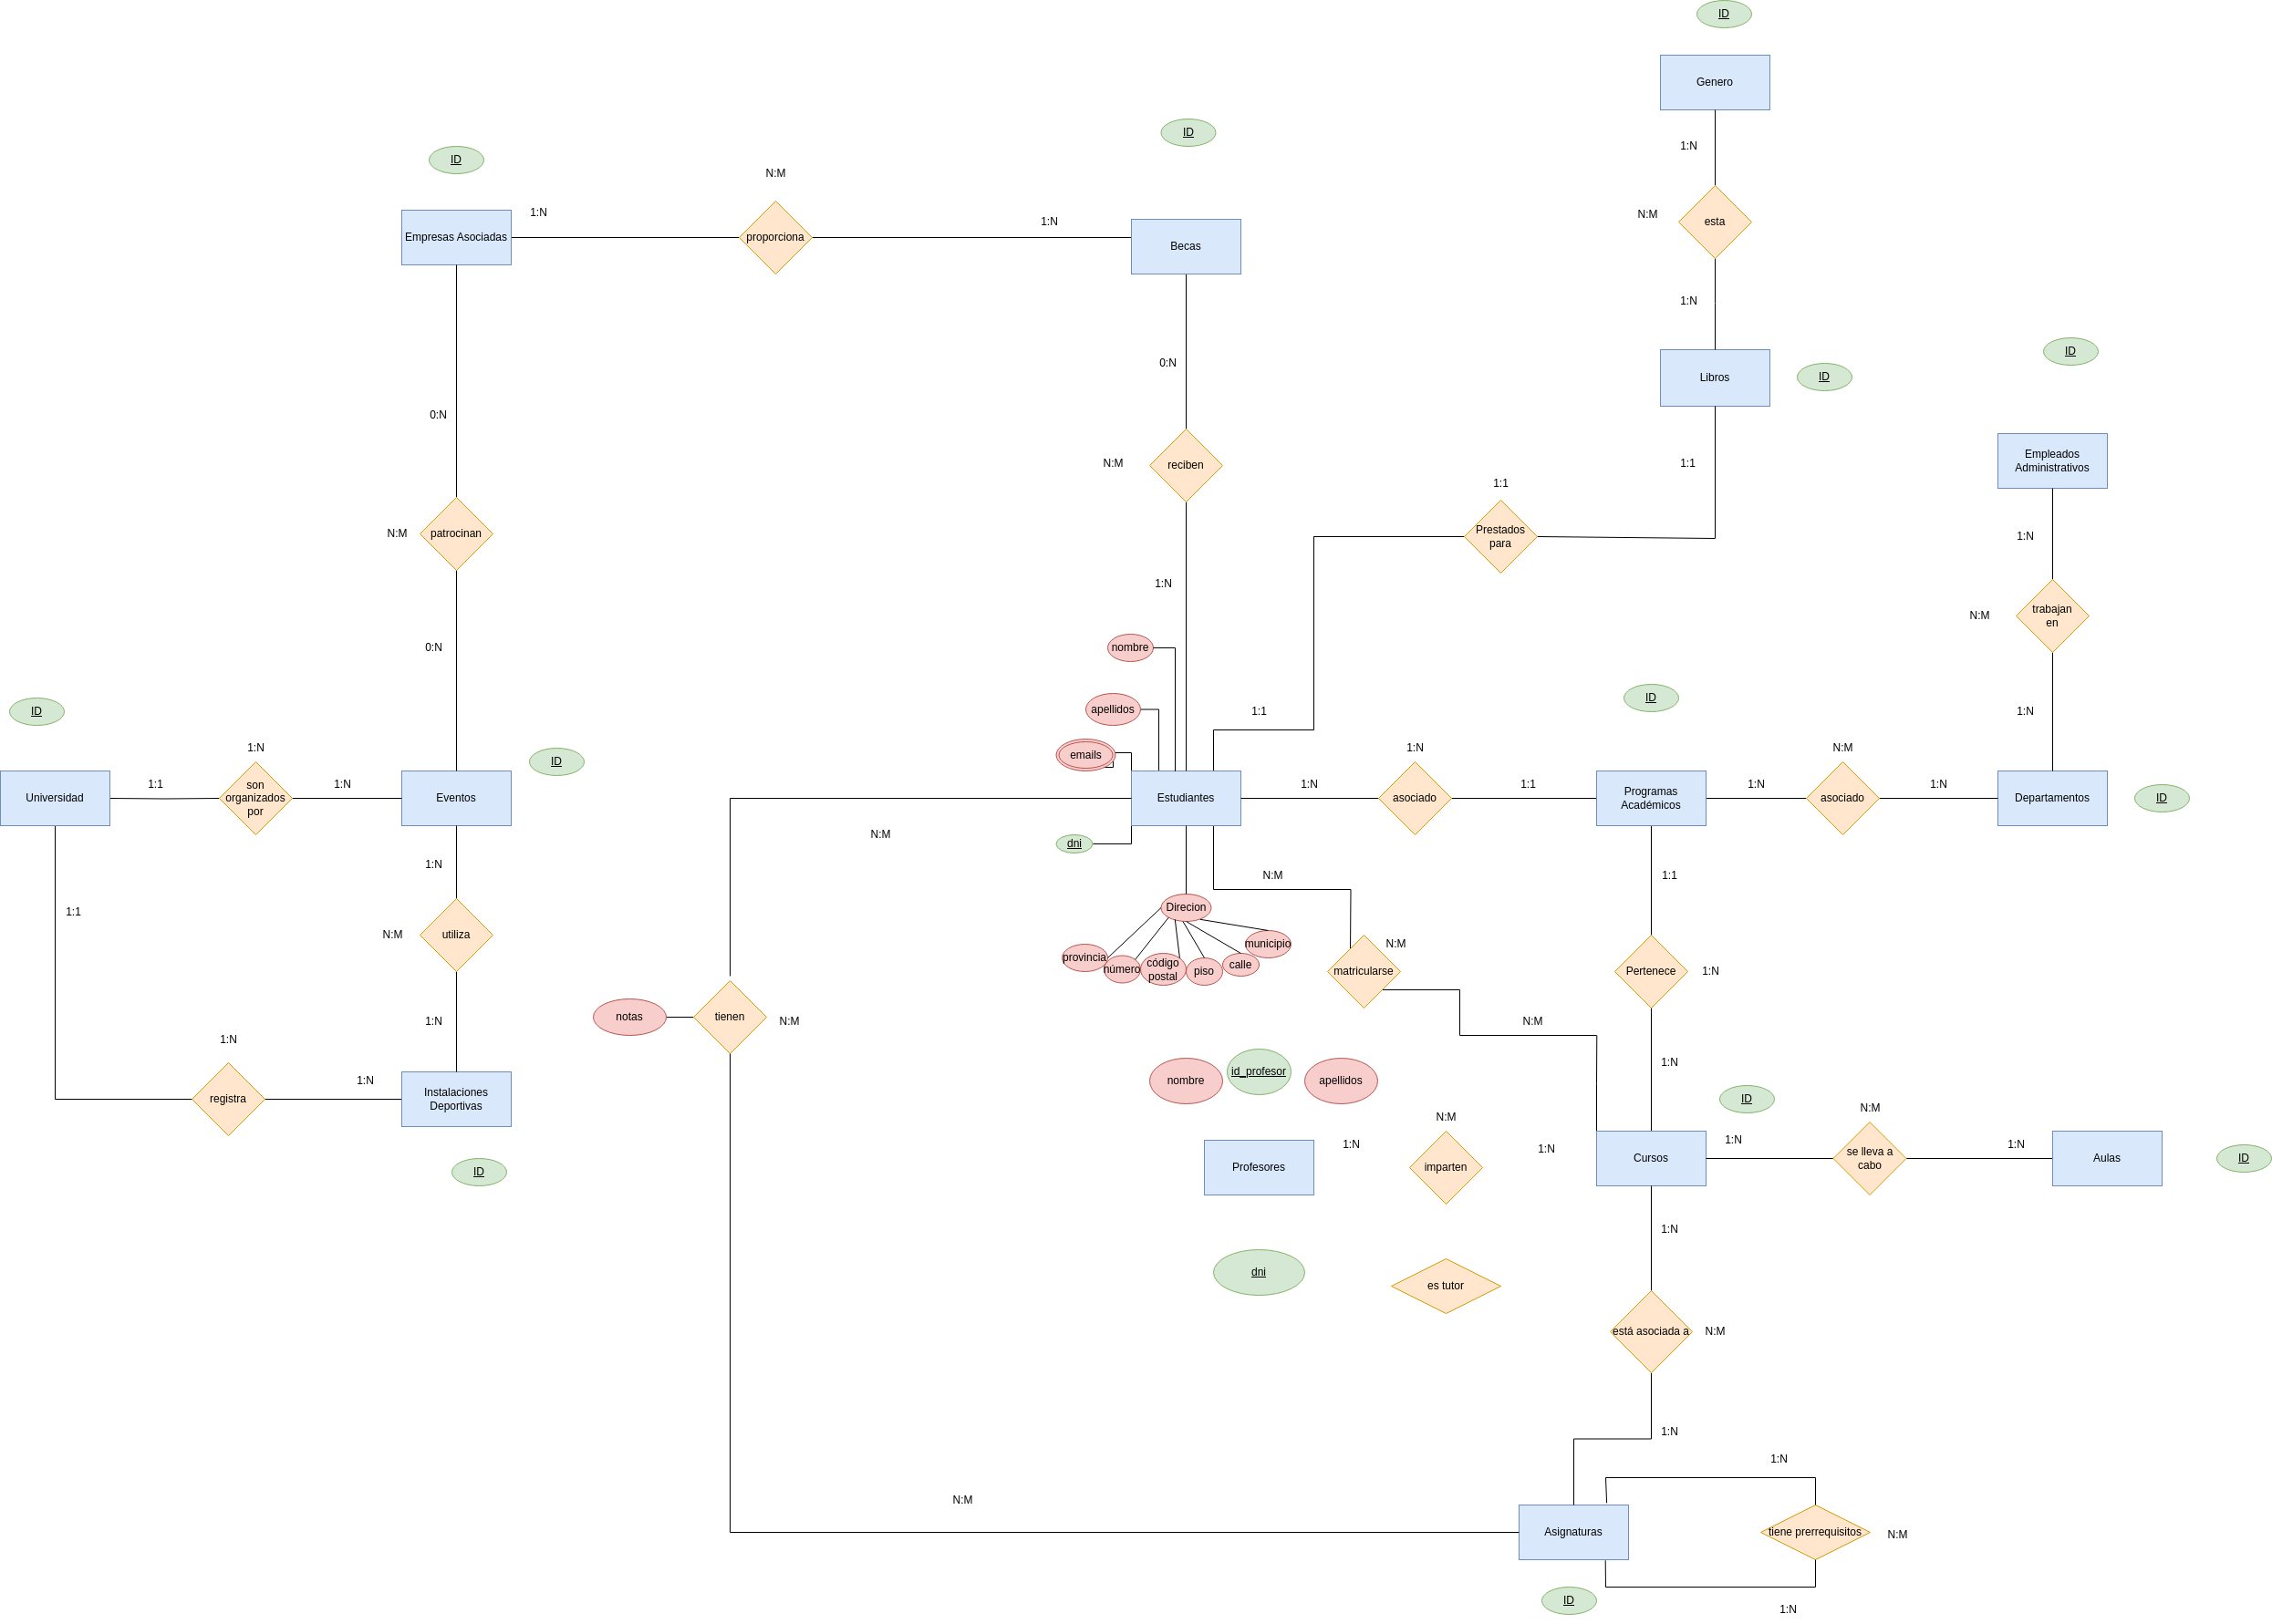 ID
Genero
ID
1:N
ID
N:M
Empresas Asociadas
1:N
proporciona
1:N
Becas
N:M
esta
1:N
ID
0:N
Libros
ID
0:N
Empleados
Administrativos
N:M
reciben
1:1
1:1
N:M
patrocinan
Prestados
para
1:N
1:N
N:M
trabajan
en
0:N
nombre
ID
ID
apellidos
1:1
1:N
1:N
ID
emails
1:N
N:M
Universidad
1:1
son
organizados
por
1:N
Eventos
Estudiantes
1:N
asociado
1:1
Programas
Académicos
1:N
asociado
1:N
Departamentos
ID
N:M
dni
1:N
N:M
1:1
1:1
Direcion
N:M
utiliza
provincia
número
código
postal
piso
calle
municipio
N:M
matricularse
Pertenece
1:N
notas
tienen
N:M
1:N
N:M
1:N
1:N
registra
1:N
Instalaciones
Deportivas
nombre
id_profesor
apellidos
1:N
ID
N:M
N:M
ID
Profesores
1:N
imparten
1:N
Cursos
1:N
se lleva a
cabo
1:N
Aulas
ID
1:N
dni
es tutor
está asociada a
N:M
1:N
1:N
N:M
Asignaturas
tiene prerrequisitos
N:M
ID
1:N